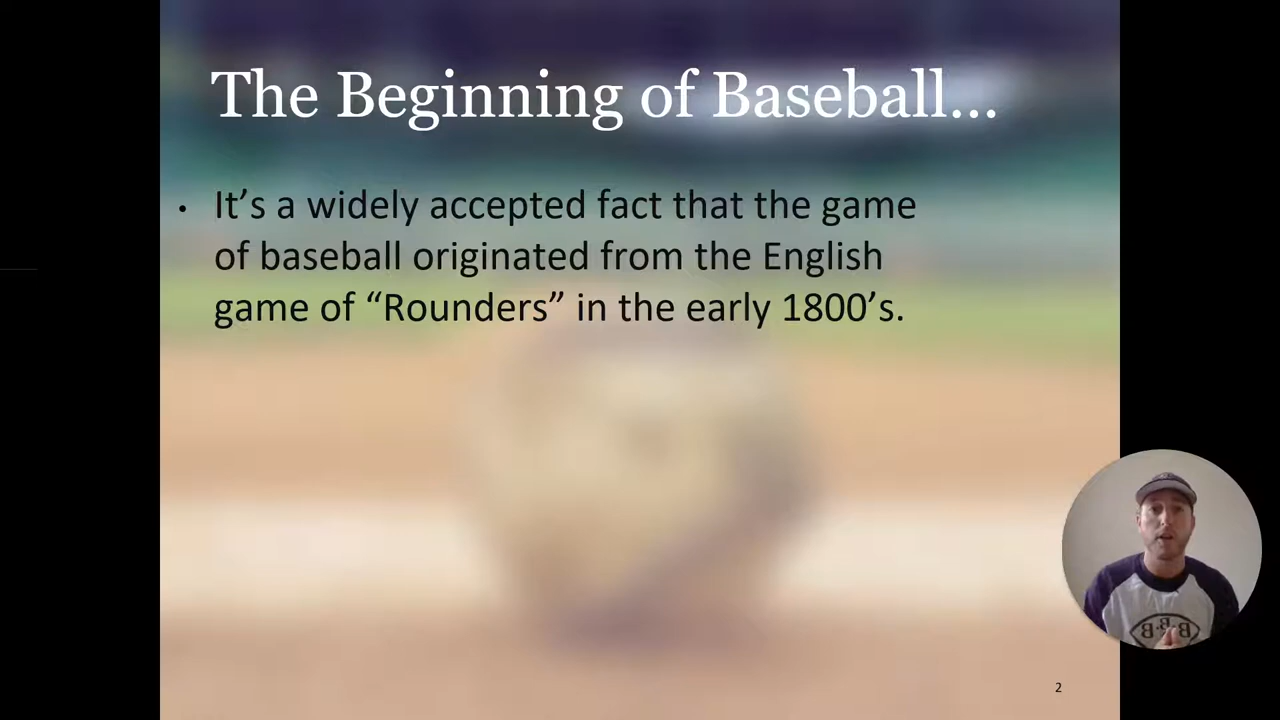 The Beginning of Baseball...
• It’s a widely accepted fact that the game
of baseball originated from the English
game of “Rounders” in the early 1800’s.
B·B·B
2